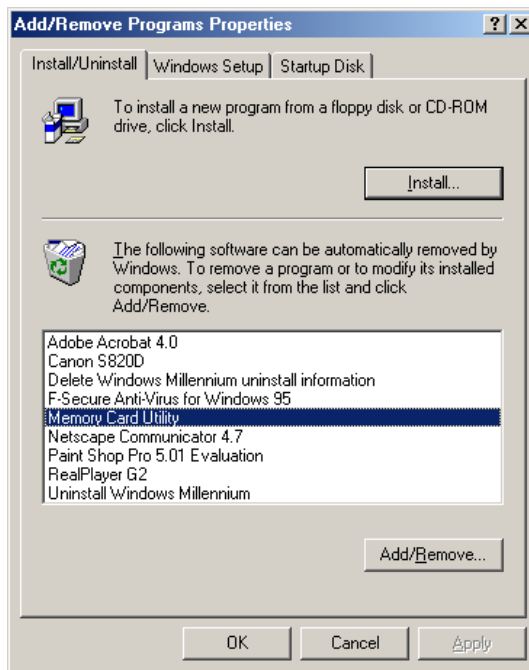 Add/Remove Programs Properties
Install/Uninstall Windows Setup Startup Disk
To install a new program from a floppy disk or CD-ROM
drive, click Install.
Install...
The following software can be automatically removed by
Windows. To remove a program or to modify its installed
components, select it from the list and click
Add/Remove.
Adobe Acrobat 4.0
Canon S820D
Delete Windows Millennium uninstall information
F-Secure Anti-Virus for Windows 95
Memory Card Utility
Netscape Communicator 4.7
Paint Shop Pro 5.01 Evaluation
RealPlayer G2
Uninstall Windows Millennium
Add/Remove...
OK Cancel Apply